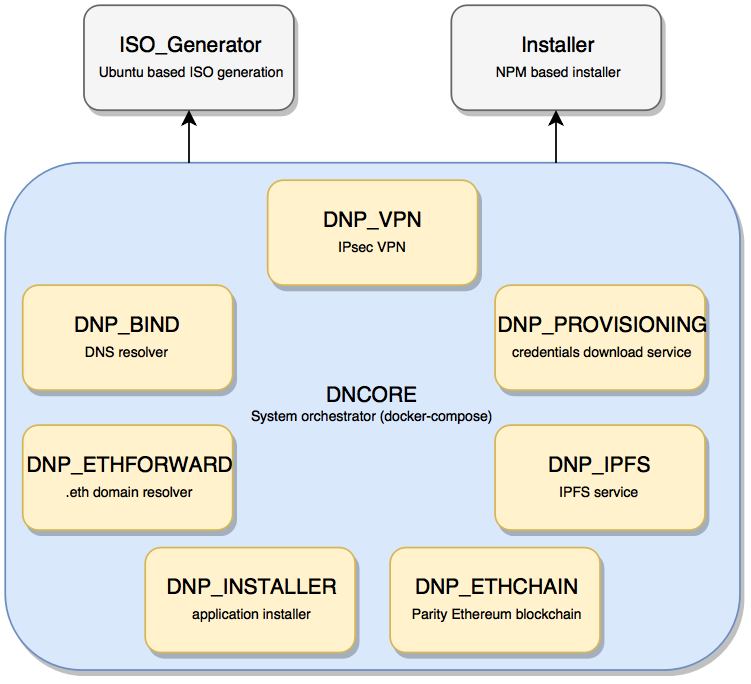 ISO_Generator
Ubuntu based ISO generation
Installer
NPM based installer
DNP_VPN
IPsec VPN
DNP_BIND
DNS resolver
DNP_PROVISIONING
credentials download service
DNCORE
System orchestrator (docker-compose)
DNP_ETHFORWARD
.eth domain resolver
DNP_IPFS
IPFS service
DNP_INSTALLER
application installer
DNP_ETHCHAIN
Parity Ethereum blockchain